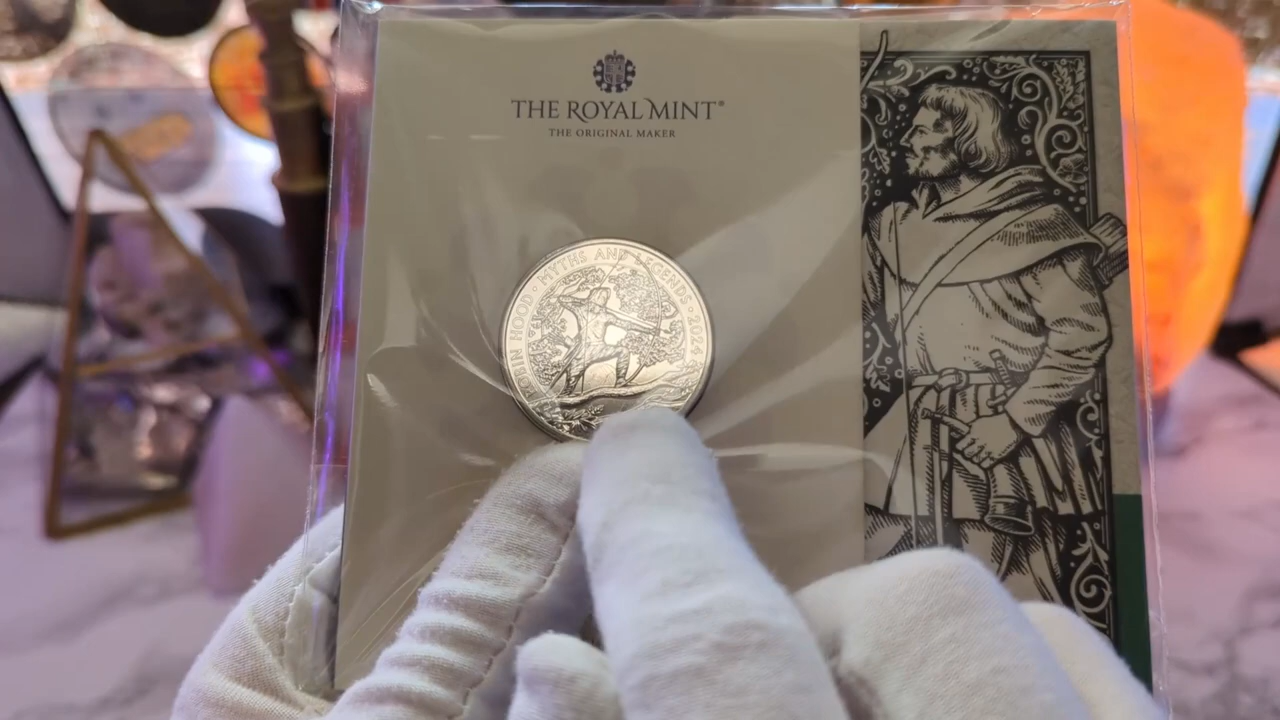 THE ROYAL MINT®
THE ORIGINAL MAKER
ROBIN HOOD · MYTHS AND LEGENDS · 2024